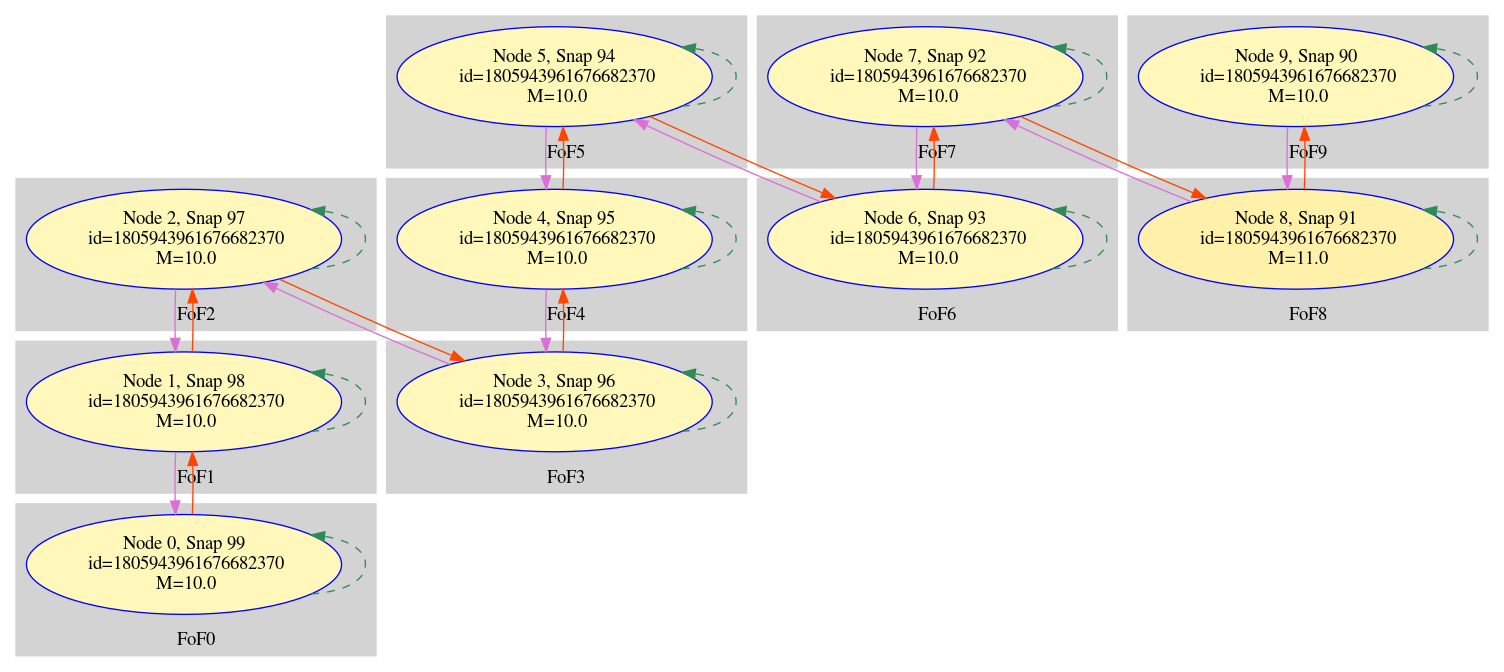 Node 5, Snap 94
id=1805943961676682370
M=10.0
FoF5
Node 7, Snap 92
id=1805943961676682370
M=10.0
FoF7
Node 9, Snap 90
id=1805943961676682370
M=10.0
FoF9
Node 2, Snap 97
id=1805943961676682370
M=10.0
FoF2
Node 4, Snap 95
id=1805943961676682370
M=10.0
FoF4
Node 6, Snap 93
id=1805943961676682370
M=10.0
FoF6
Node 8, Snap 91
id=1805943961676682370
M=11.0
FoF8
Node 1, Snap 98
id=1805943961676682370
M=10.0
FoF1
Node 3, Snap 96
id=1805943961676682370
M=10.0
FoF3
Node 0, Snap 99
id=1805943961676682370
M=10.0
FoF0